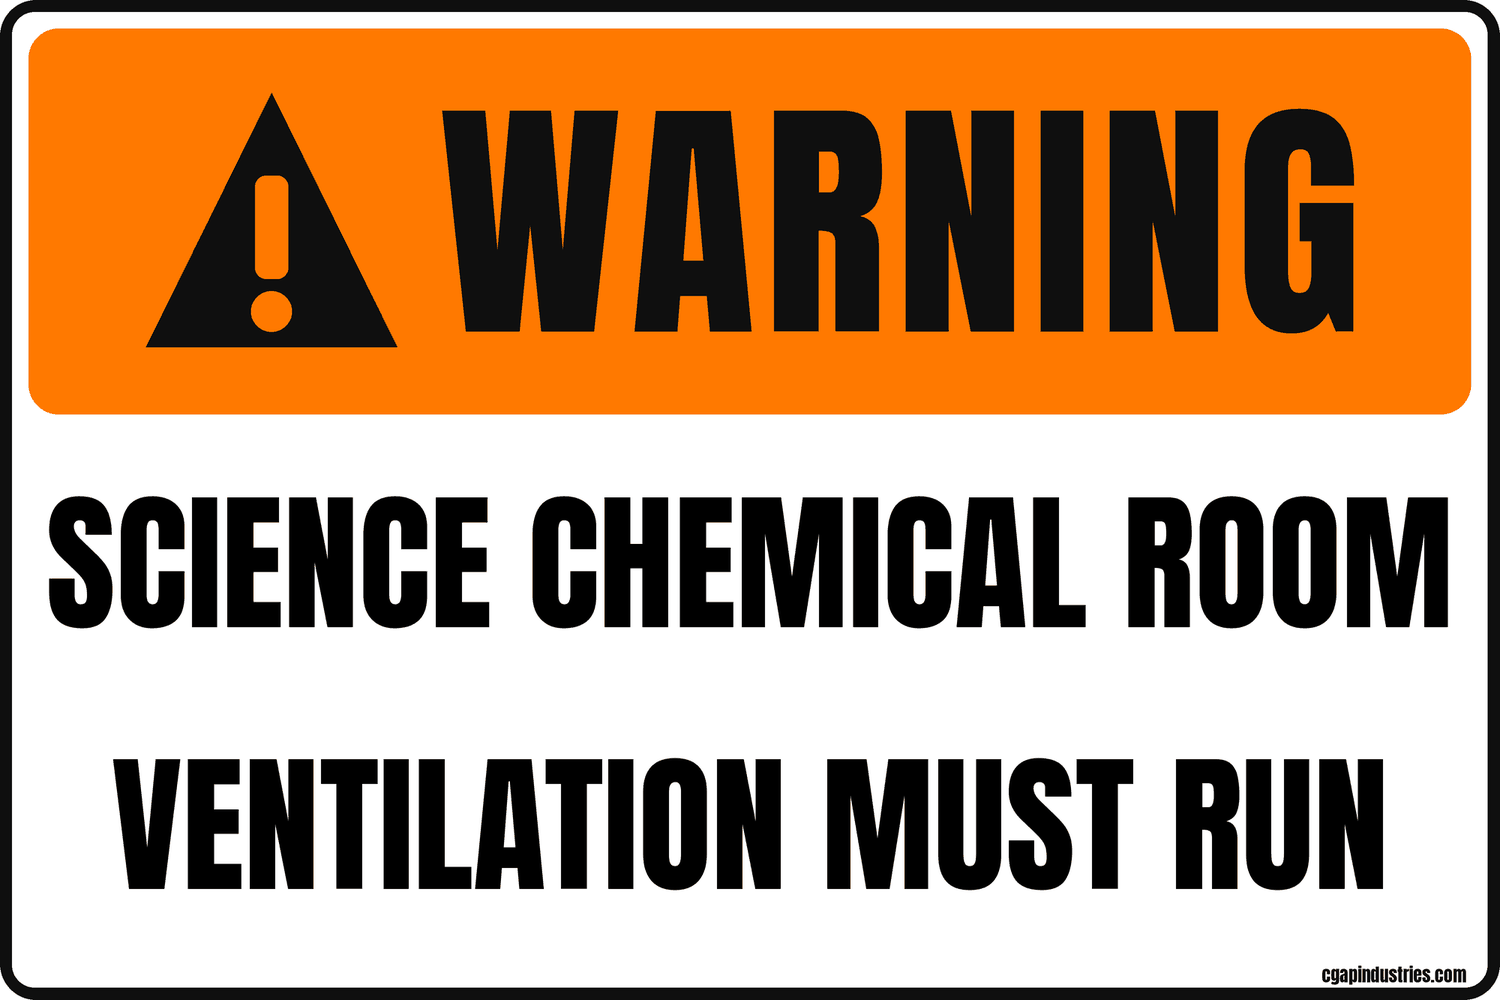 WARNING
SCIENCE CHEMICAL ROOM
VENTILATION MUST RUN
cgapindustries.com